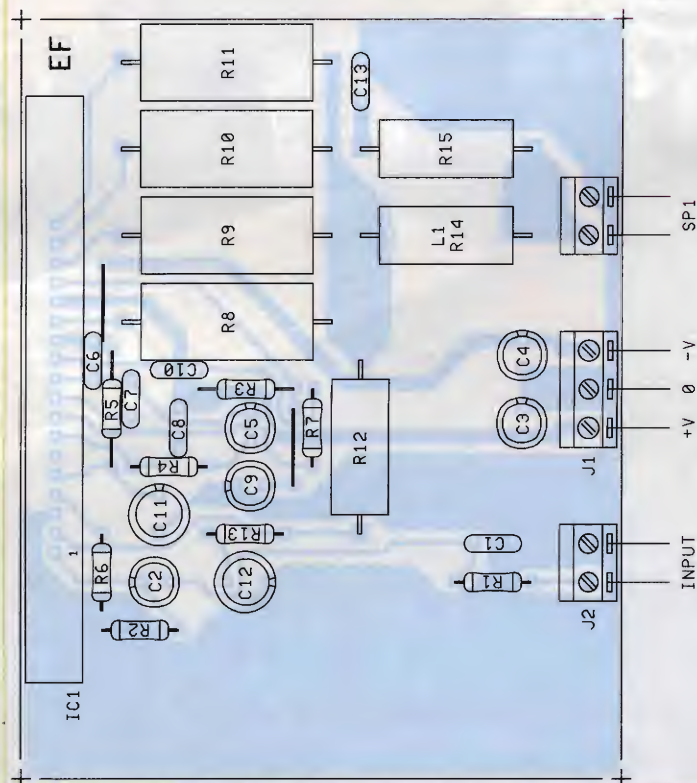 EF
R11
C13
R10
R15
R9
L1
R14
SP1
R8
C6
C10
R5
C7
R3
C4
-V
0
+V
C8
C5
R7
R4
R12
C3
J1
C9
C11
R13
C1
INPUT
1
R6
C2
C12
R1
J2
R2
IC1